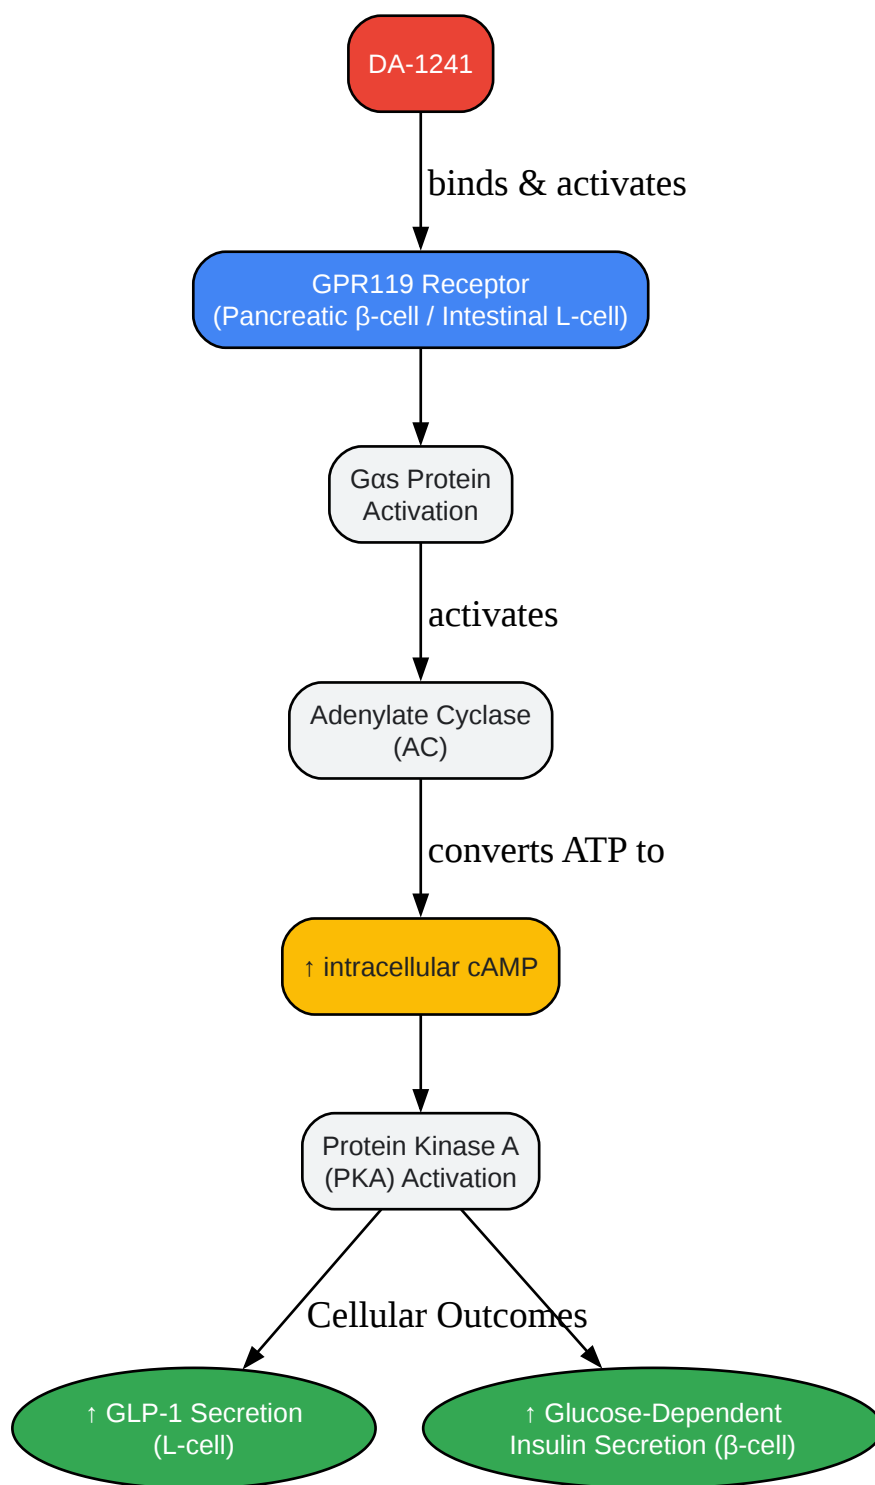 DA-1241
binds & activates
GPR119 Receptor
(Pancreatic β-cell / Intestinal L-cell)
Gαs Protein
Activation
activates
Adenylate Cyclase
(AC)
converts ATP to
↑ intracellular cAMP
Protein Kinase A
(PKA) Activation
Cellular Outcomes
↑ GLP-1 Secretion
(L-cell)
↑ Glucose-Dependent
Insulin Secretion (β-cell)